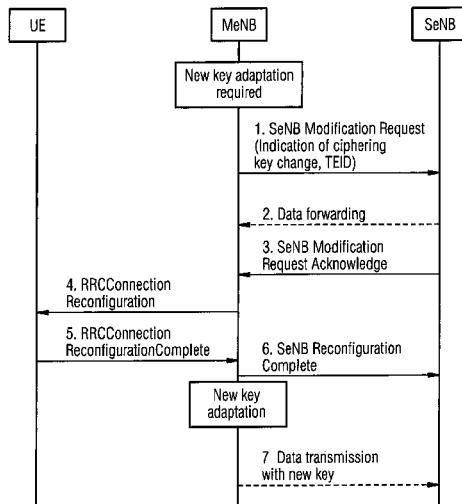 UE
MeNB
SeNB
New key adaptation
required
1. SeNB Modification Request
(Indication of ciphering
key change, TEID)
2. Data forwarding
3. SeNB Modification
Request Acknowledge
4. RRCConnection
Reconfiguration
5. RRCConnection
ReconfigurationComplete
6. SeNB Reconfiguration
Complete
New key
adaptation
7 Data transmission
with new key